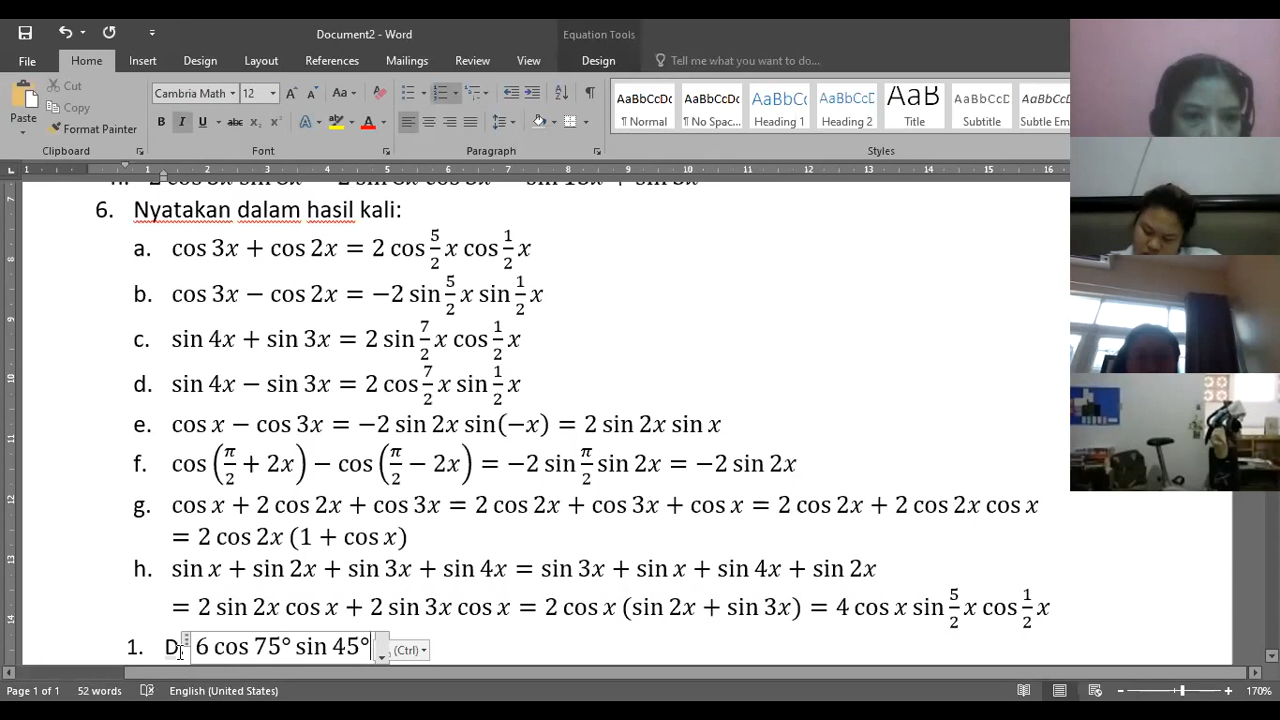 Document2 - Word
Equation Tools
File
Home
Insert
Design
Layout
References
Mailings
Review
View
Design
Tell me what you want to do...
Paste
Cut
Copy
Format Painter
Cambria Math
12
AaBbCcDc
AaBbCcDc
AaBbCc
AaBbCcD
AaB
AaBbCcD
AaBbCcDc
¶ Normal
¶ No Spac...
Heading 1
Heading 2
Title
Subtitle
Subtle Em...
Clipboard
Font
Paragraph
Styles
6. Nyatakan dalam hasil kali:
a. cos 3x + cos 2x = 2 cos 5/2 x cos 1/2 x
b. cos 3x − cos 2x = −2 sin 5/2 x sin 1/2 x
c. sin 4x + sin 3x = 2 sin 7/2 x cos 1/2 x
d. sin 4x − sin 3x = 2 cos 7/2 x sin 1/2 x
e. cos x − cos 3x = −2 sin 2x sin(−x) = 2 sin 2x sin x
f. cos (π/2 + 2x) − cos (π/2 − 2x) = −2 sin π/2 sin 2x = −2 sin 2x
g. cos x + 2 cos 2x + cos 3x = 2 cos 2x + cos 3x + cos x = 2 cos 2x + 2 cos 2x cos x
= 2 cos 2x (1 + cos x)
h. sin x + sin 2x + sin 3x + sin 4x = sin 3x + sin x + sin 4x + sin 2x
= 2 sin 2x cos x + 2 sin 3x cos x = 2 cos x (sin 2x + sin 3x) = 4 cos x sin 5/2 x cos 1/2 x
1. D 6 cos 75° sin 45°
(Ctrl)
Page 1 of 1
52 words
English (United States)
170%